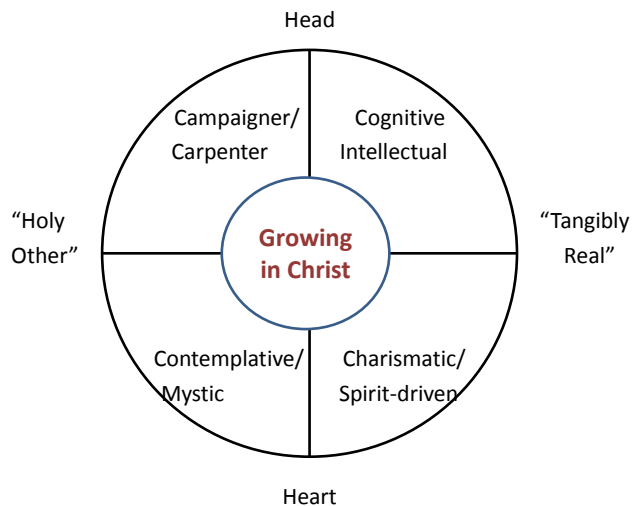 Head
Campaigner/
Carpenter
Cognitive
Intellectual
“Holy
Other”
Growing
in Christ
“Tangibly
Real”
Contemplative/
Mystic
Charismatic/
Spirit-driven
Heart